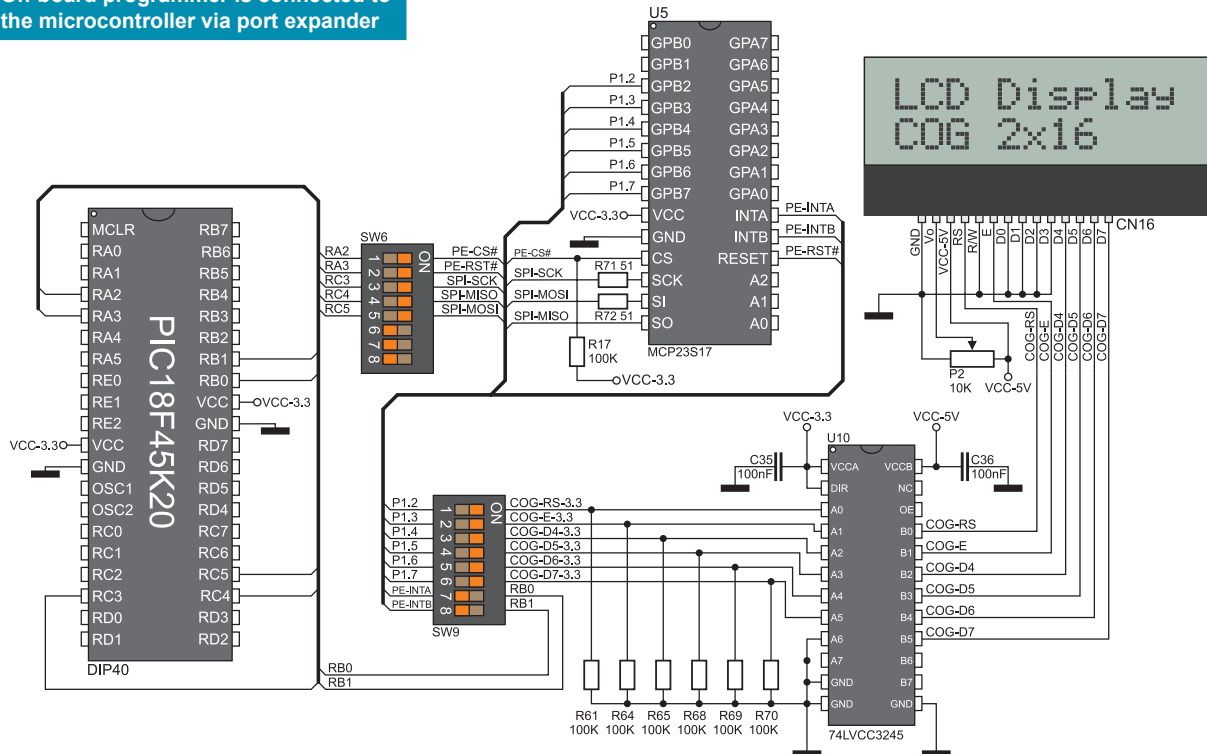 the microcontroller via port expander
U5
GPB0 GPA7
GPB1 GPA6
P1.2 GPB2 GPA5
P1.3 GPB3 GPA4
P1.4 GPB4 GPA3
P1.5 GPB5 GPA2
P1.6 GPB6 GPA1
P1.7 GPB7 GPA0
VCC-3.3 VCC INTA PE-INTA
GND INTB PE-INTB
PE-CS# CS RESET PE-RST#
SPI-SCK R71 51 SCK A2
SPI-MOSI SI A1
SPI-MISO R72 51 SO A0
MCP23S17
R17
100K
VCC-3.3
LCD Display
COG 2x16
CN16
GND
Vo
VCC-5V
RS
R/W
E
D0
D1
D2
D3
D4
D5
D6
D7
COG-RS
COG-E
COG-D4
COG-D5
COG-D6
COG-D7
P2
10K
VCC-5V
SW6
ON
RA2 1 PE-CS#
RA3 2 PE-RST#
RC3 3 SPI-SCK
RC4 4 SPI-MISO
RC5 5 SPI-MOSI
6
7
8
PIC18F45K20
MCLR RB7
RA0 RB6
RA1 RB5
RA2 RB4
RA3 RB3
RA4 RB2
RA5 RB1
RE0 RB0
RE1 VCC VCC-3.3
RE2 GND
VCC-3.3 VCC RD7
GND RD6
OSC1 RD5
OSC2 RD4
RC0 RC7
RC1 RC6
RC2 RC5
RC3 RC4
RD0 RD3
RD1 RD2
DIP40
RB0
RB1
ON
P1.2 1 COG-RS-3.3
P1.3 2 COG-E-3.3
P1.4 3 COG-D4-3.3
P1.5 4 COG-D5-3.3
P1.6 5 COG-D6-3.3
P1.7 6 COG-D7-3.3
PE-INTA 7 RB0
PE-INTB 8 RB1
SW9
VCC-3.3 VCC-5V
U10
C35
100nF
C36
100nF
VCCA VCCB
DIR NC
A0 OE
A1 B0 COG-RS
A2 B1 COG-E
A3 B2 COG-D4
A4 B3 COG-D5
A5 B4 COG-D6
A6 B5 COG-D7
A7 B6
GND B7
GND GND
74LVCC3245
R61 R64 R65 R68 R69 R70
100K 100K 100K 100K 100K 100K